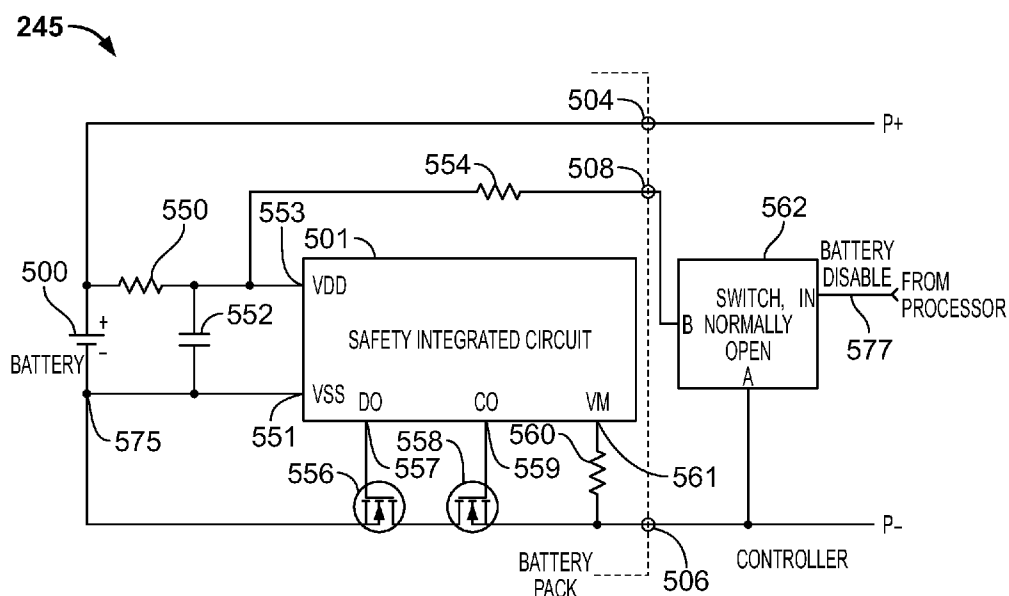 245
504
P+
554
508
562
550
553
501
BATTERY
DISABLE
FROM
PROCESSOR
500
VDD
552
SWITCH, IN
NORMALLY
OPEN
B
577
+
−
BATTERY
SAFETY INTEGRATED CIRCUIT
A
VSS
DO
CO
VM
575
551
558
560
556
557
559
561
P−
BATTERY
PACK
506
CONTROLLER